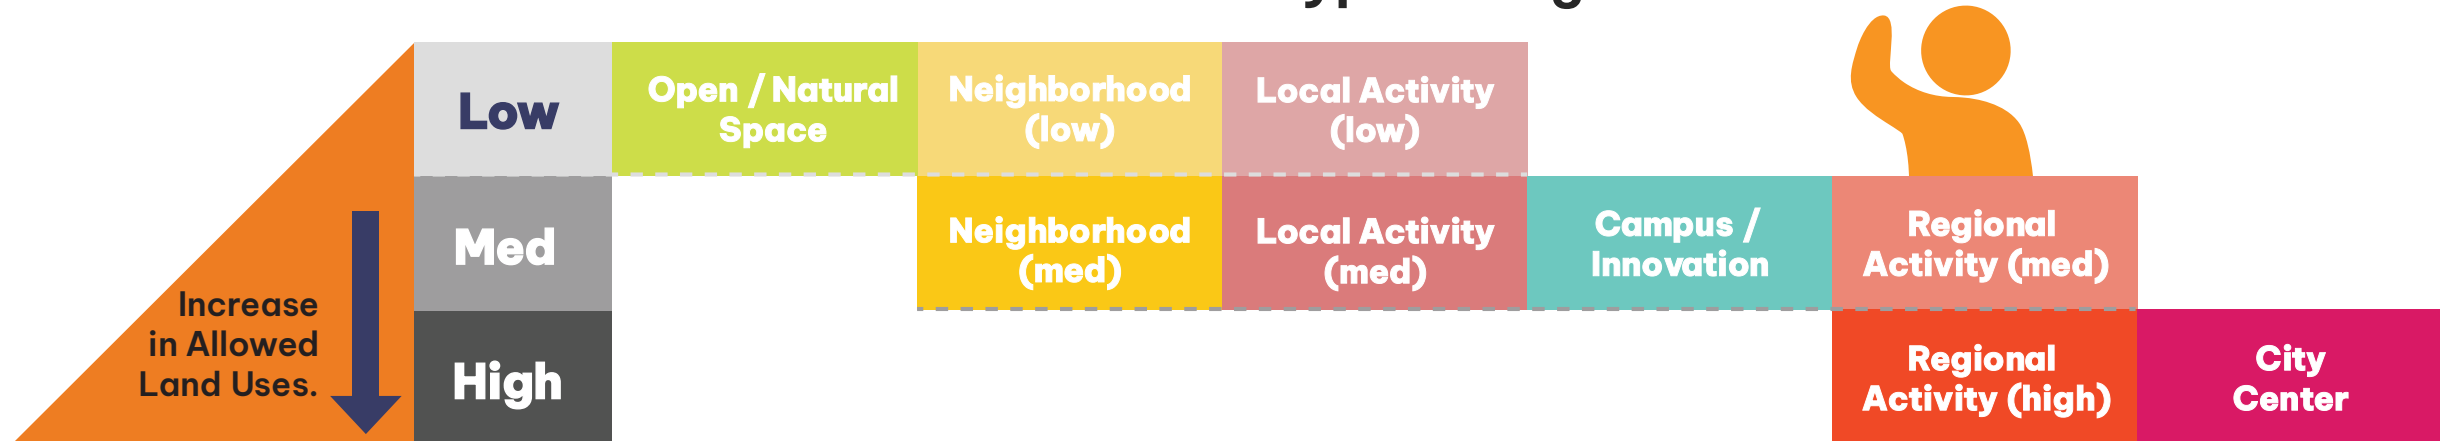 Low
Open / Natural
Space
Neighborhood
(low)
Local Activity
(low)
Med
Neighborhood
(med)
Local Activity
(med)
Campus /
Innovation
Regional
Activity (med)
Increase
in Allowed
Land Uses.
High
Regional
Activity (high)
City
Center